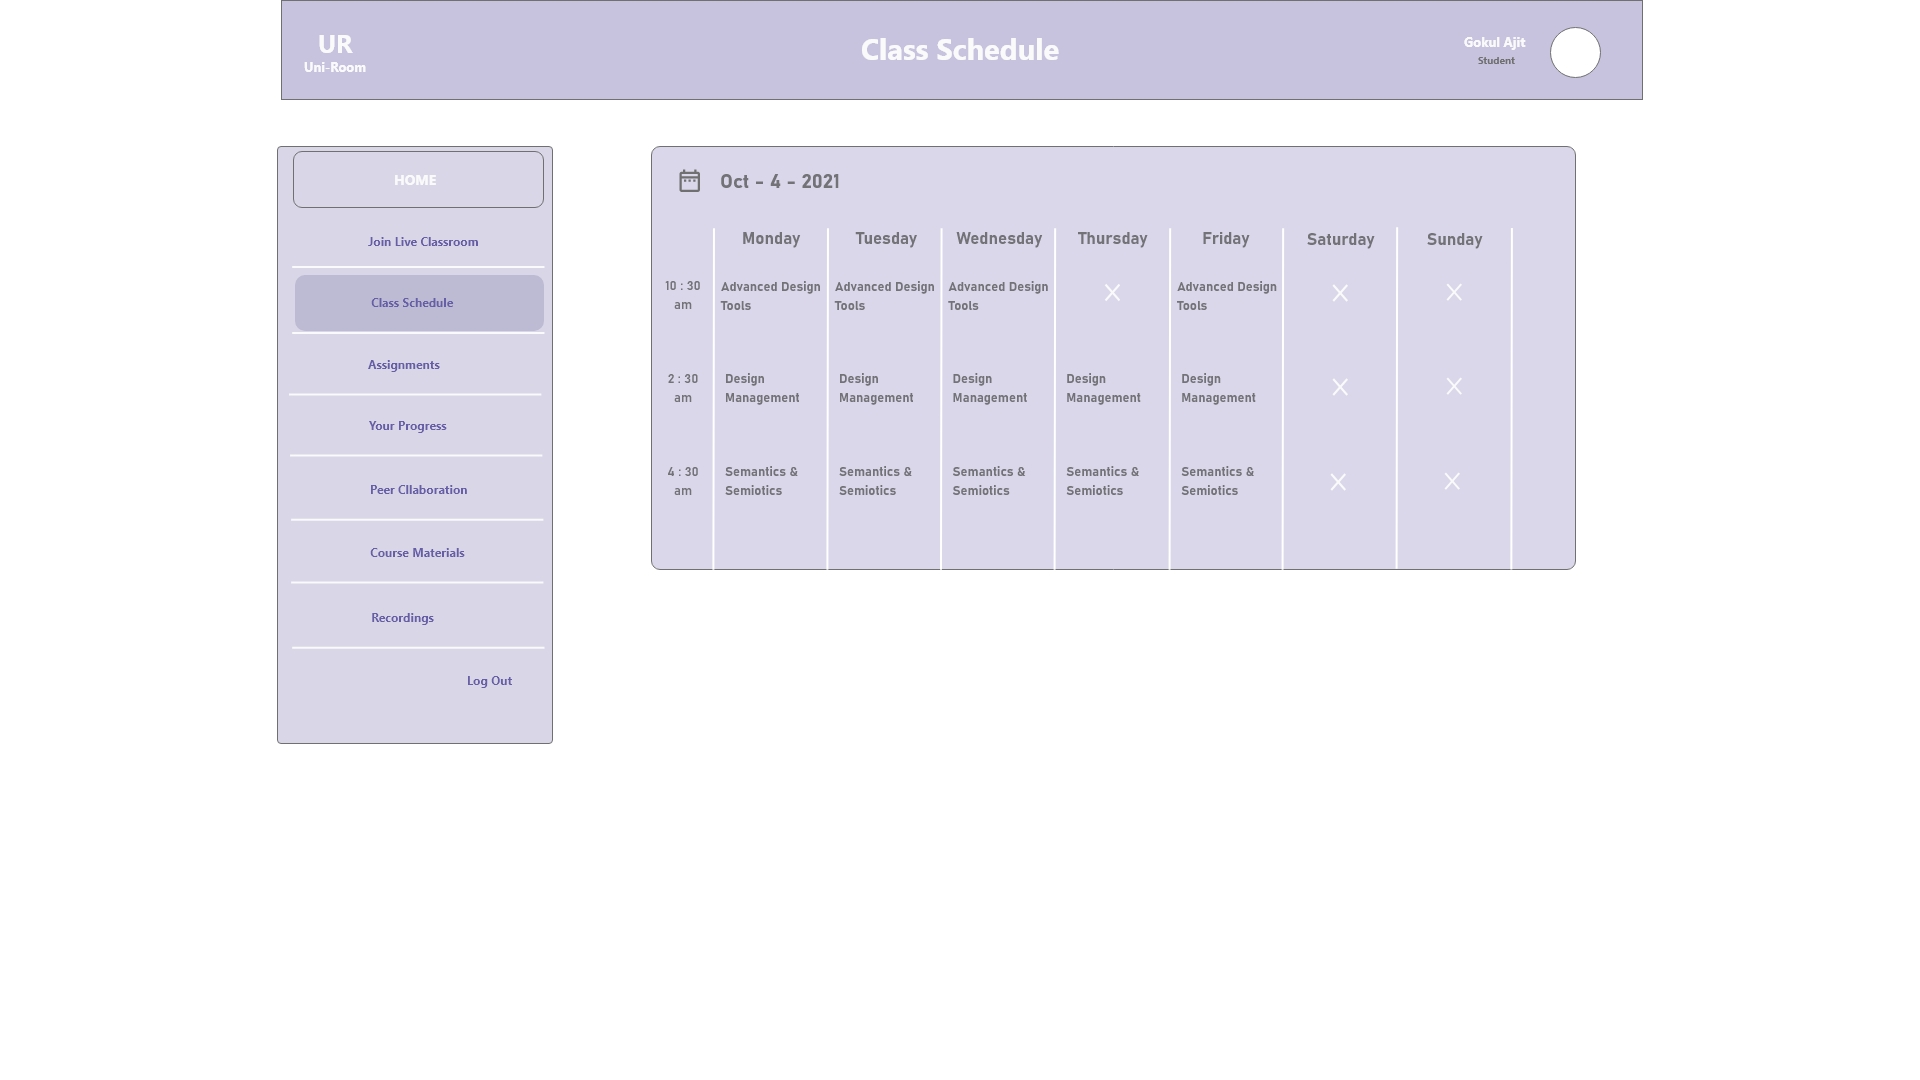 UR
Uni-Room
Class Schedule
Gokul Ajit
Student
HOME
Join Live Classroom
Class Schedule
Assignments
Your Progress
Peer Cllaboration
Course Materials
Recordings
Log Out
Oct - 4 - 2021
Monday Tuesday Wednesday Thursday Friday Saturday Sunday
10 : 30 Advanced Design Advanced Design Advanced Design Advanced Design
am Tools Tools Tools Tools
2 : 30 Design Design Design Design Design
am Management Management Management Management Management
4 : 30 Semantics & Semantics & Semantics & Semantics & Semantics &
am Semiotics Semiotics Semiotics Semiotics Semiotics